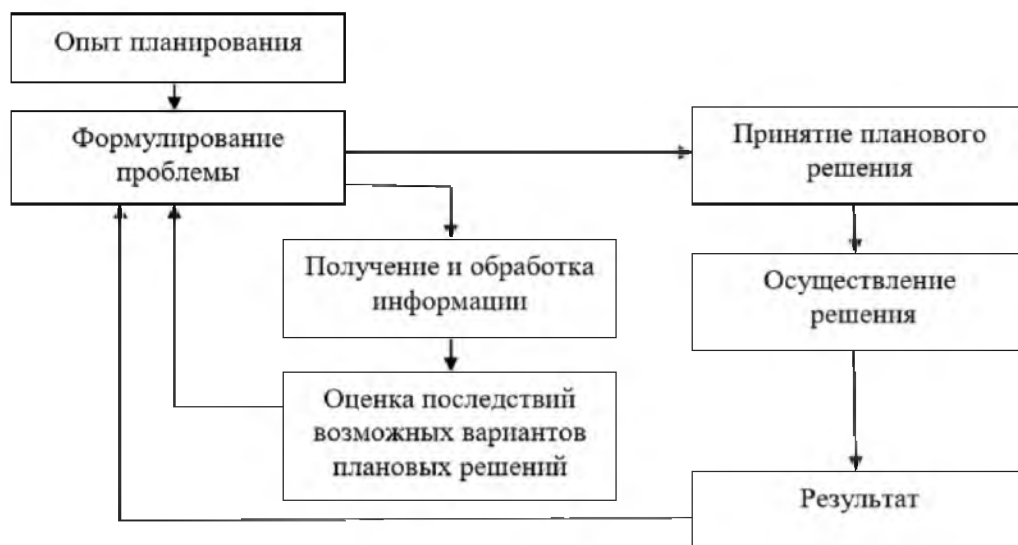 Опыт планирования
Формулирование
проблемы
Принятие планового
решения
Получение и обработка
информации
Осуществление
решения
Оценка последствий
возможных вариантов
плановых решений
Результат